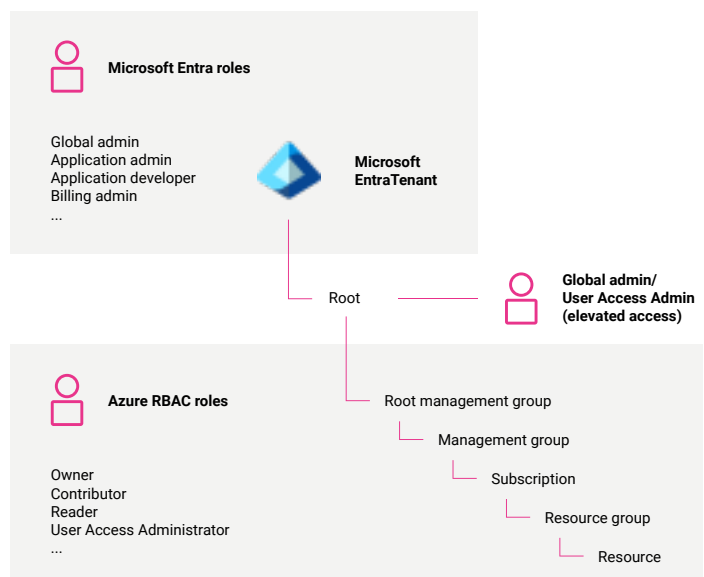 Microsoft Entra roles
Global admin
Application admin
Application developer
Billing admin
...
Microsoft
EntraTenant
Root
Global admin/
User Access Admin
(elevated access)
Azure RBAC roles
Owner
Contributor
Reader
User Access Administrator
...
Root management group
Management group
Subscription
Resource group
Resource